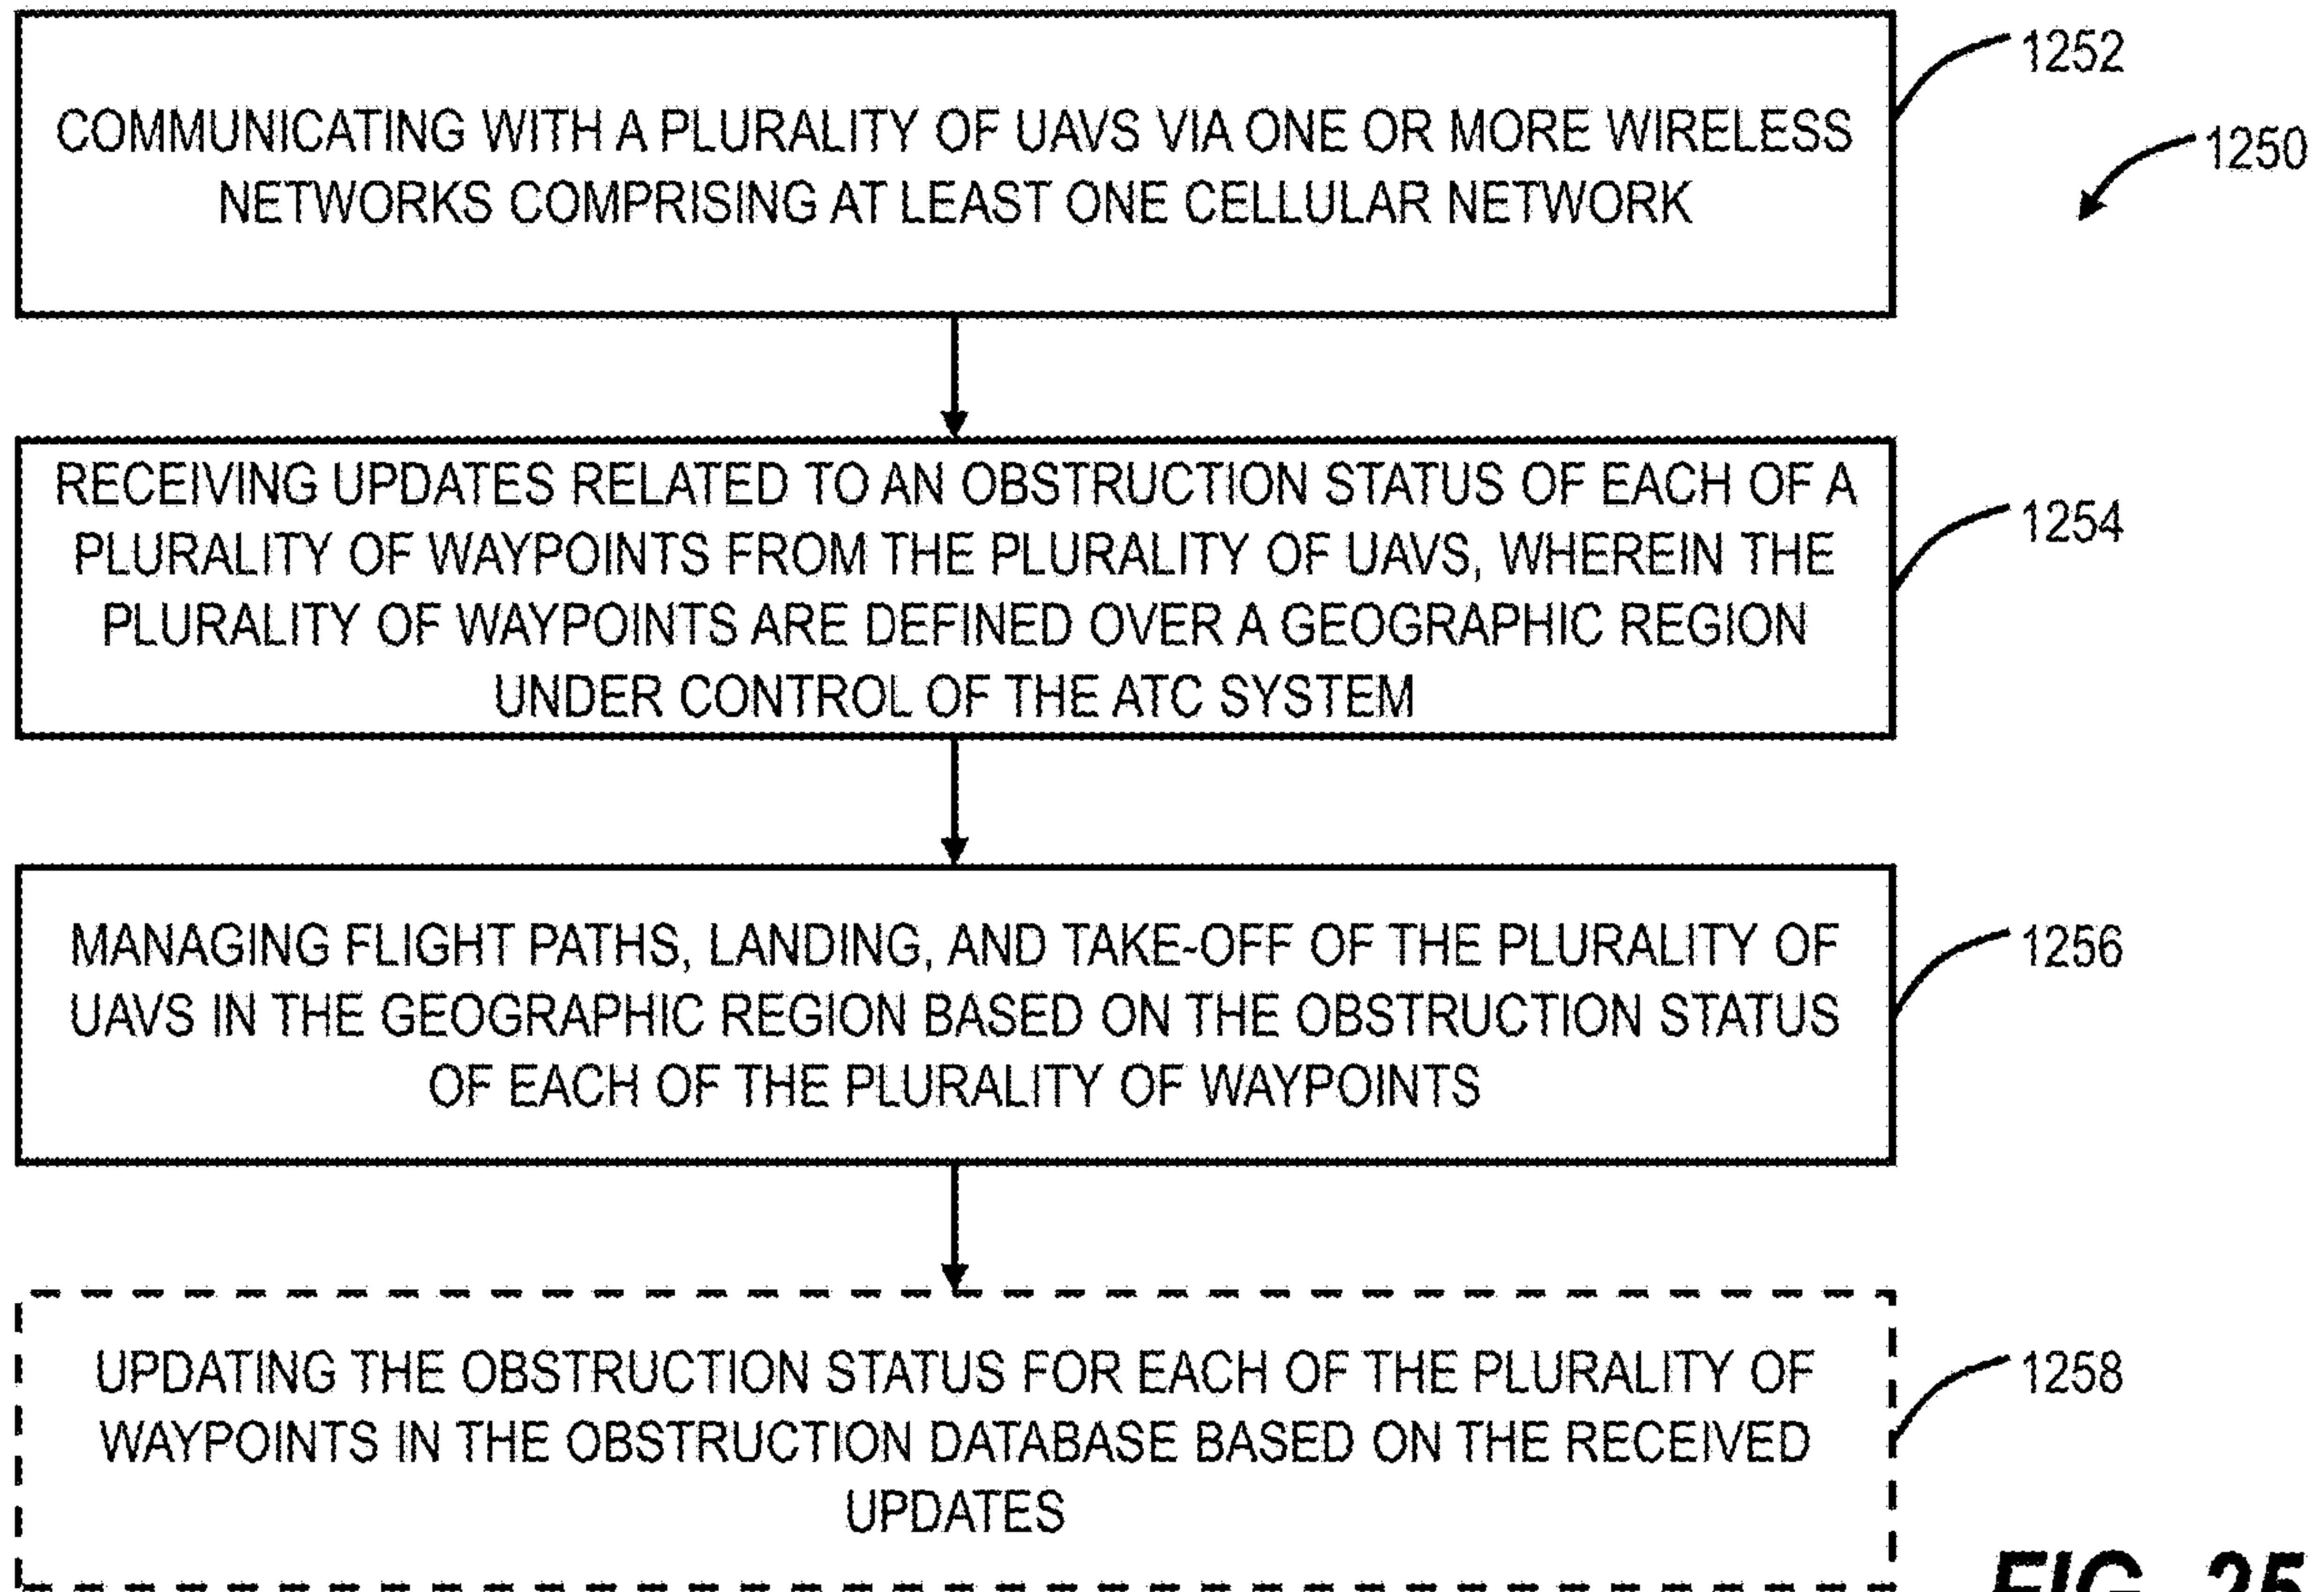 COMMUNICATING WITH A PLURALITY OF UAVS VIA ONE OR MORE WIRELESS
NETWORKS COMPRISING AT LEAST ONE CELLULAR NETWORK
1252
1250
RECEIVING UPDATES RELATED TO AN OBSTRUCTION STATUS OF EACH OF A
PLURALITY OF WAYPOINTS FROM THE PLURALITY OF UAVS, WHEREIN THE
PLURALITY OF WAYPOINTS ARE DEFINED OVER A GEOGRAPHIC REGION
UNDER CONTROL OF THE ATC SYSTEM
1254
MANAGING FLIGHT PATHS, LANDING, AND TAKE-OFF OF THE PLURALITY OF
UAVS IN THE GEOGRAPHIC REGION BASED ON THE OBSTRUCTION STATUS
OF EACH OF THE PLURALITY OF WAYPOINTS
1256
UPDATING THE OBSTRUCTION STATUS FOR EACH OF THE PLURALITY OF
WAYPOINTS IN THE OBSTRUCTION DATABASE BASED ON THE RECEIVED
UPDATES
1258
FIG. 25